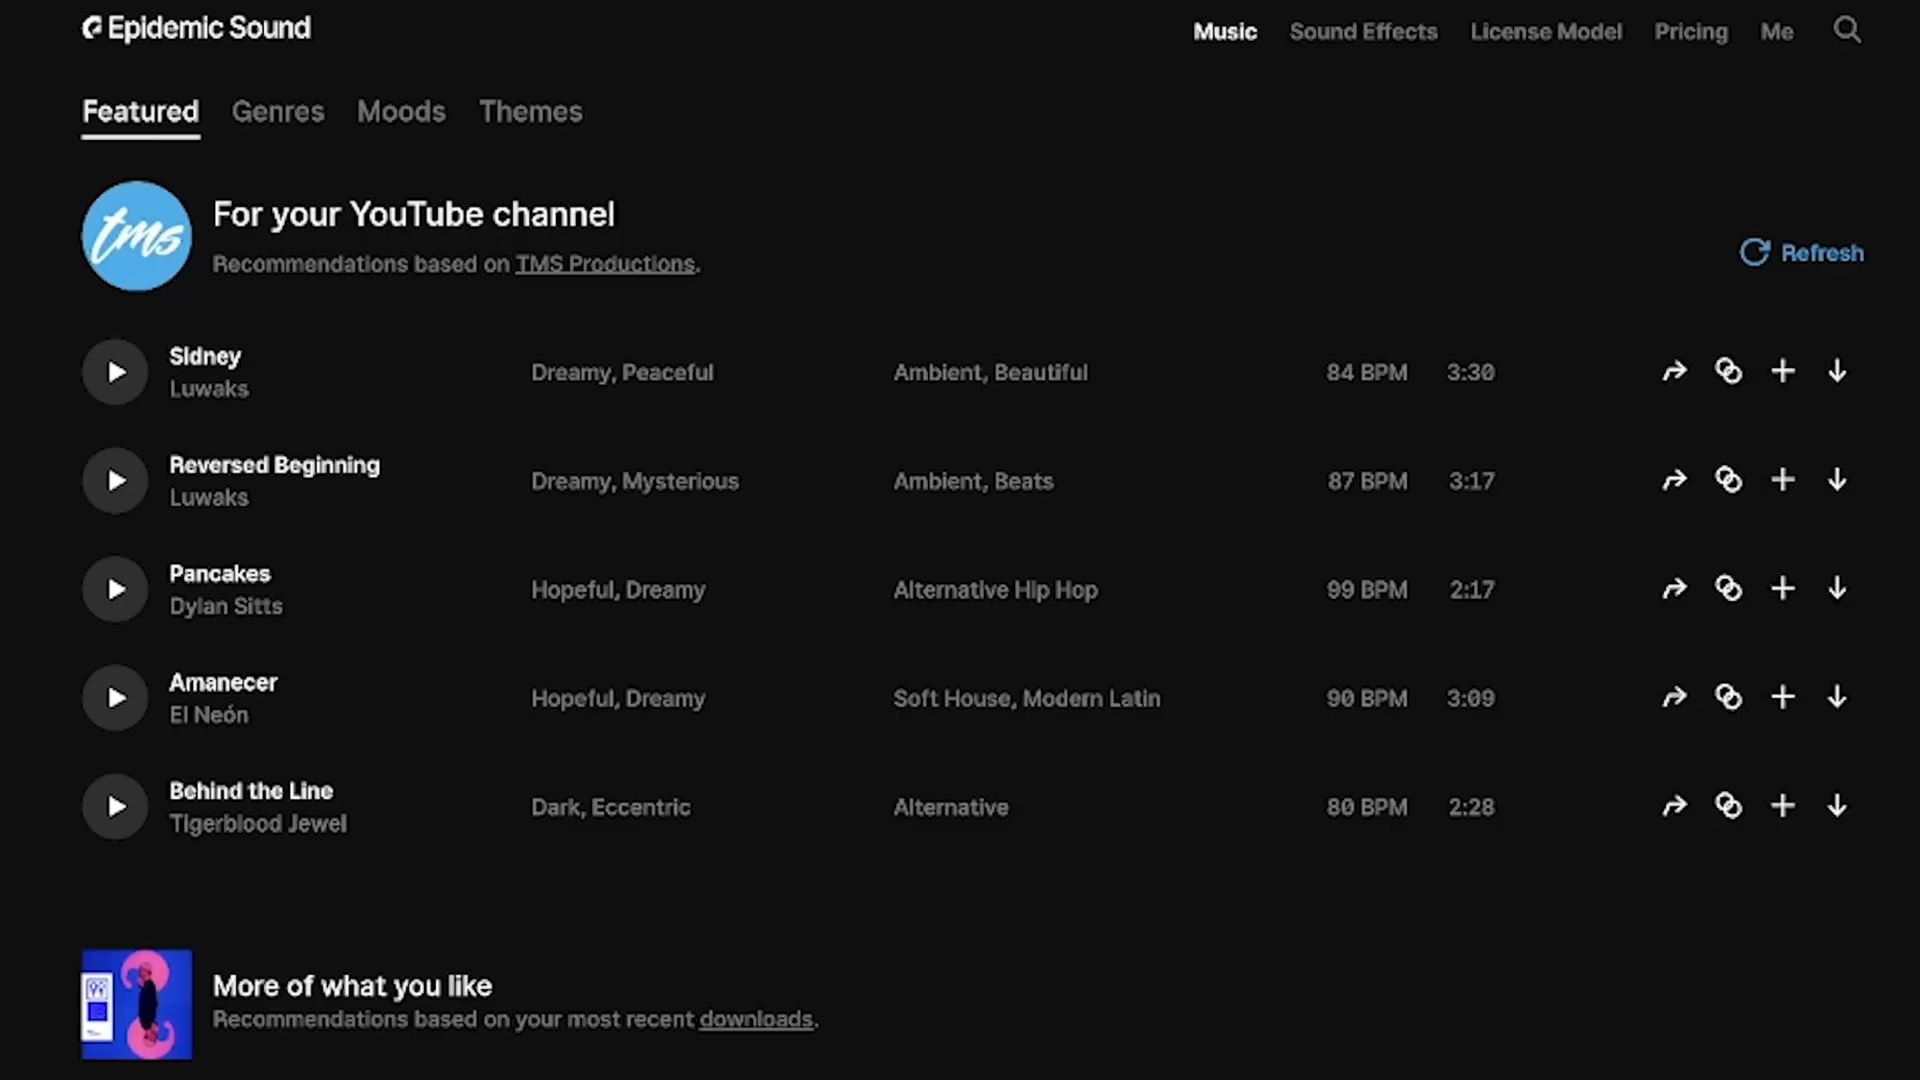 Epidemic Sound
Music Sound Effects License Model Pricing Me
Featured Genres Moods Themes
tms
For your YouTube channel
Recommendations based on TMS Productions.
Refresh
Sidney
Luwaks
Dreamy, Peaceful
Ambient, Beautiful
84 BPM 3:30
Reversed Beginning
Luwaks
Dreamy, Mysterious
Ambient, Beats
87 BPM 3:17
Pancakes
Dylan Sitts
Hopeful, Dreamy
Alternative Hip Hop
99 BPM 2:17
Amanecer
El Neón
Hopeful, Dreamy
Soft House, Modern Latin
90 BPM 3:09
Behind the Line
Tigerblood Jewel
Dark, Eccentric
Alternative
80 BPM 2:28
More of what you like
Recommendations based on your most recent downloads.